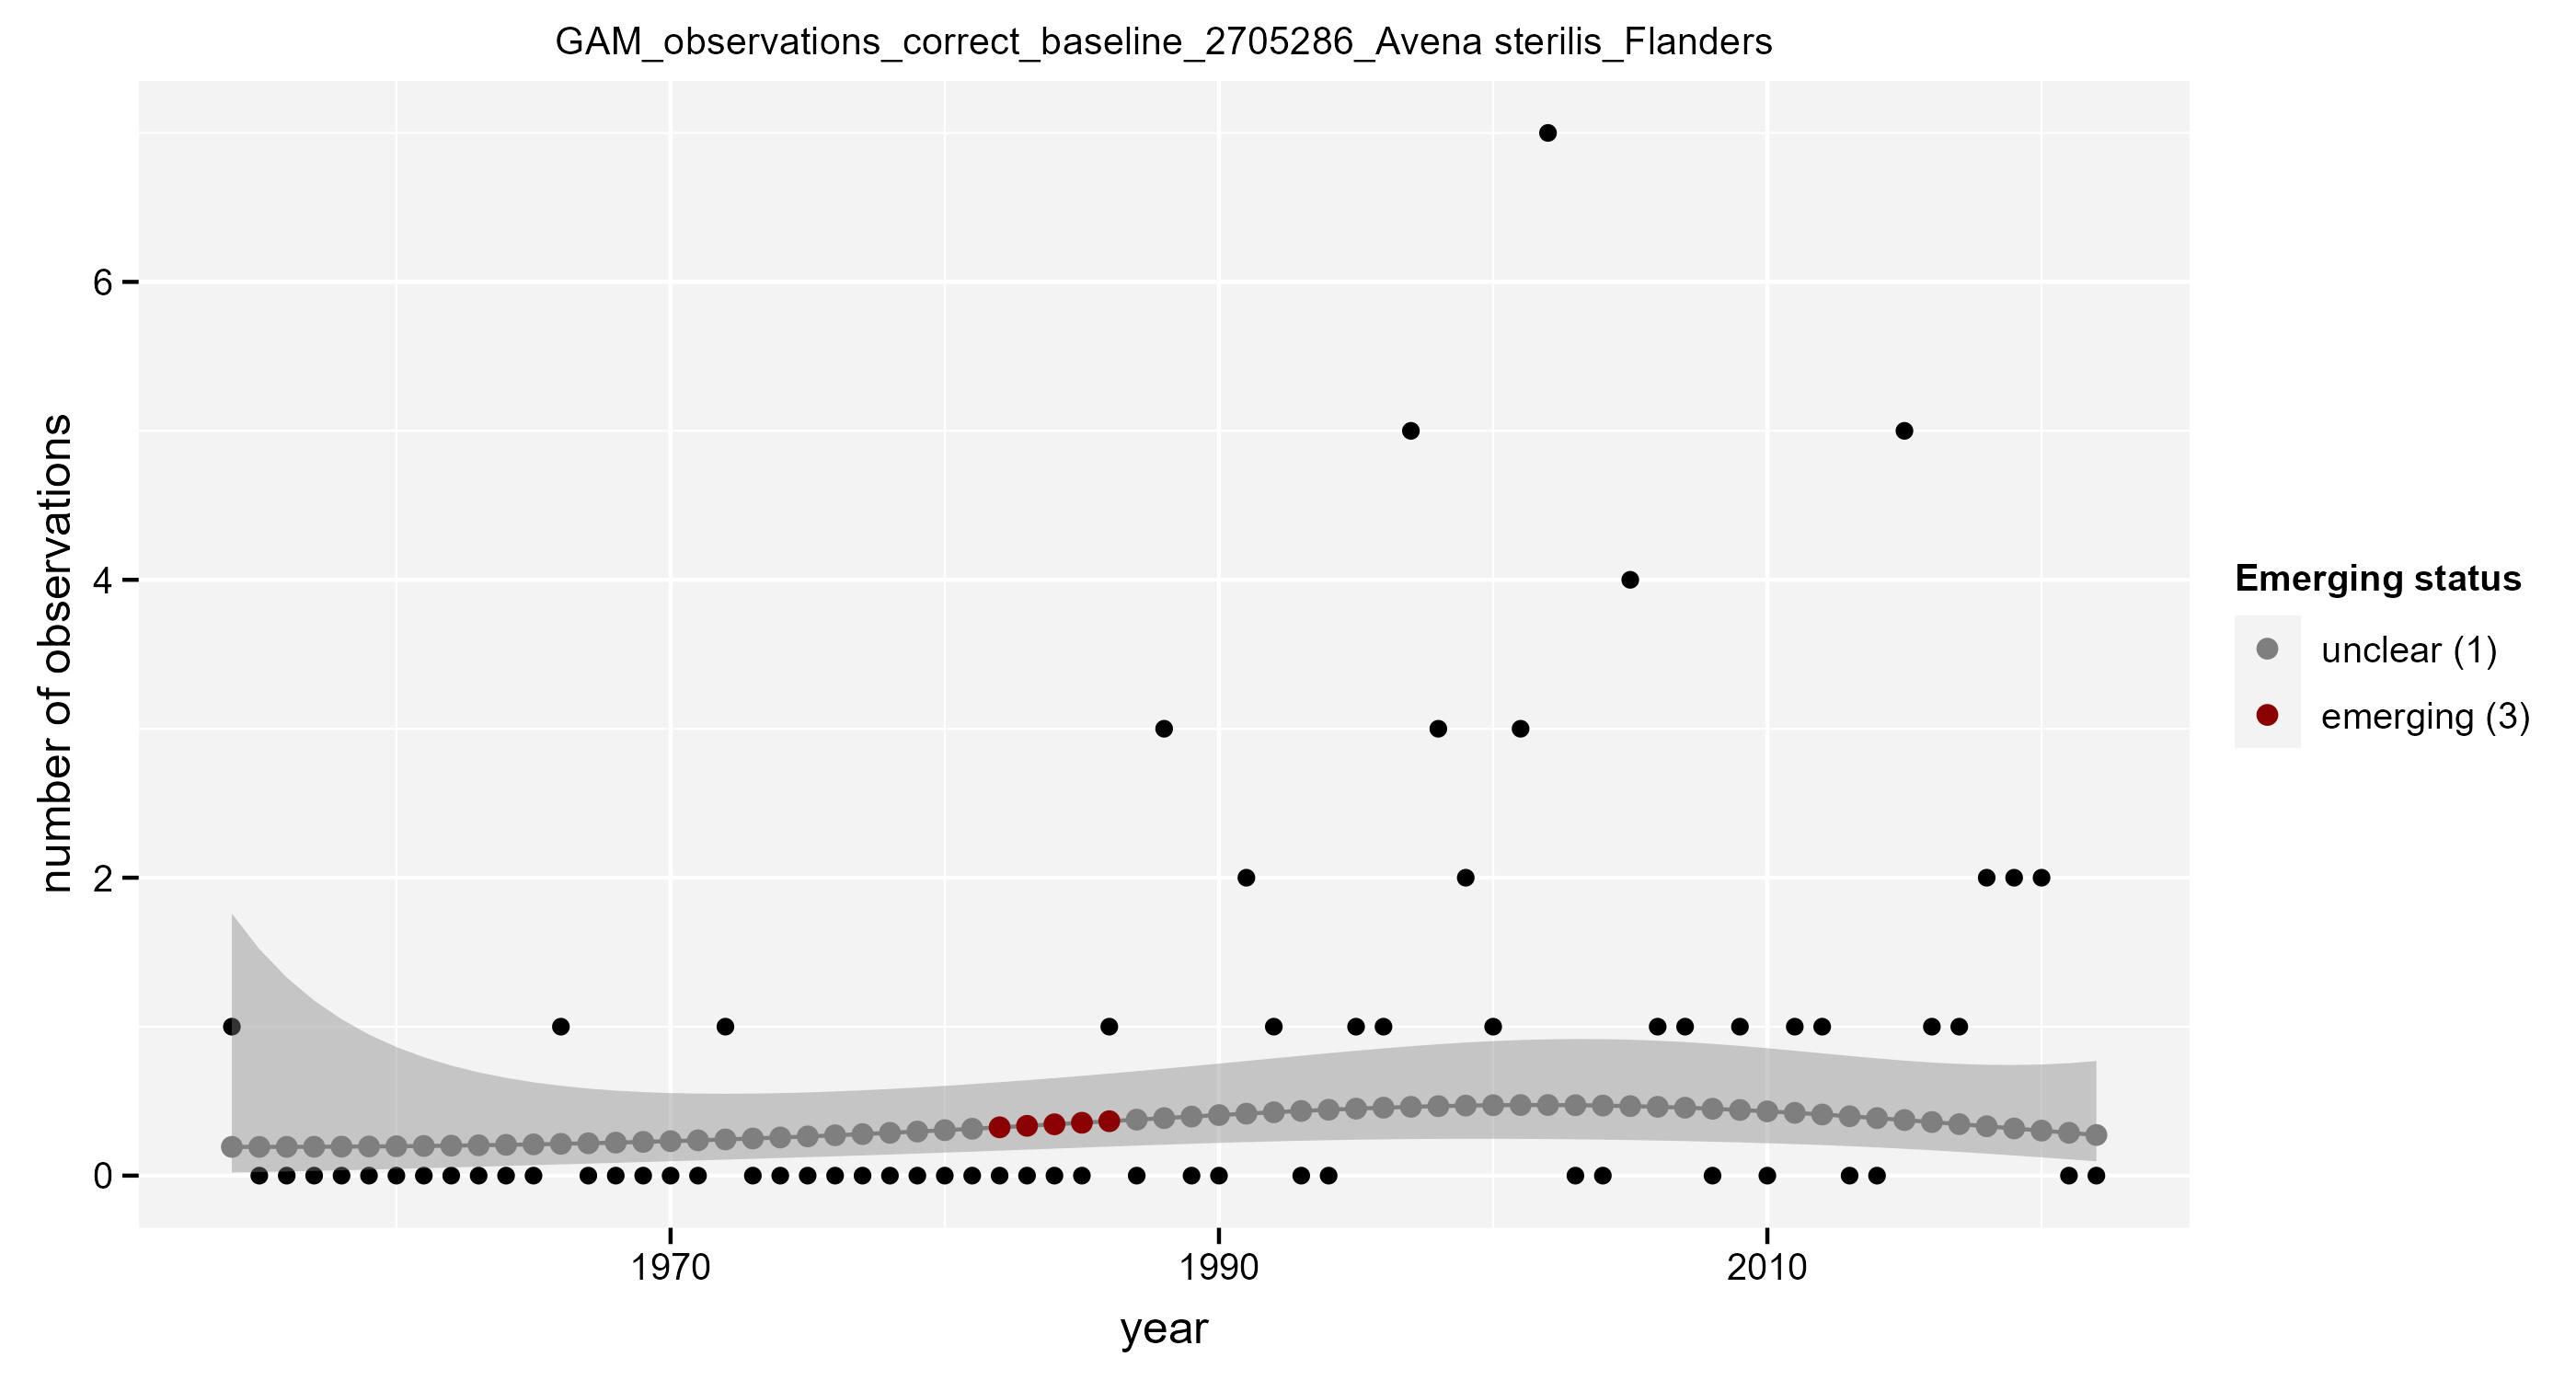 GAM_observations_correct_baseline_2705286_Avena sterilis_Flanders
number of observations
6
4
2
0
1970
1990
2010
year
Emerging status
unclear (1)
emerging (3)